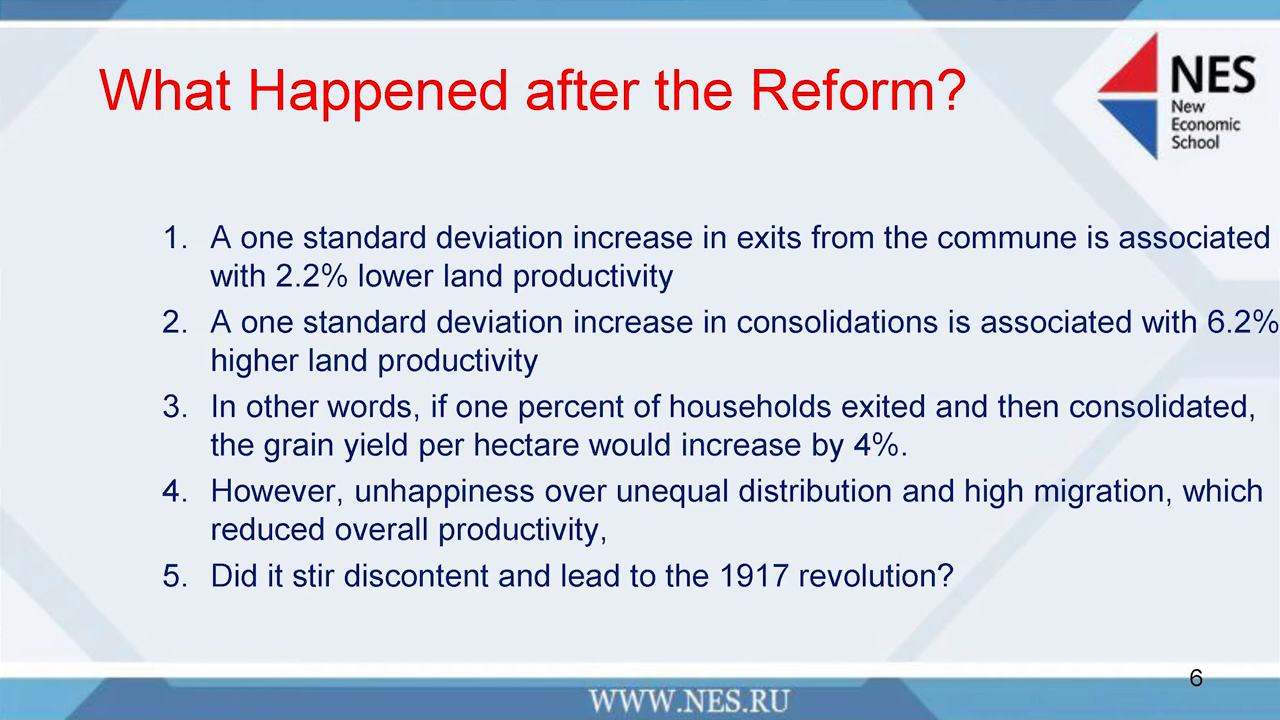 What Happened after the Reform?
NES
New
Economic
School
1. A one standard deviation increase in exits from the commune is associated
with 2.2% lower land productivity
2. A one standard deviation increase in consolidations is associated with 6.2%
higher land productivity
3. In other words, if one percent of households exited and then consolidated,
the grain yield per hectare would increase by 4%.
4. However, unhappiness over unequal distribution and high migration, which
reduced overall productivity,
5. Did it stir discontent and lead to the 1917 revolution?
6
WWW.NES.RU